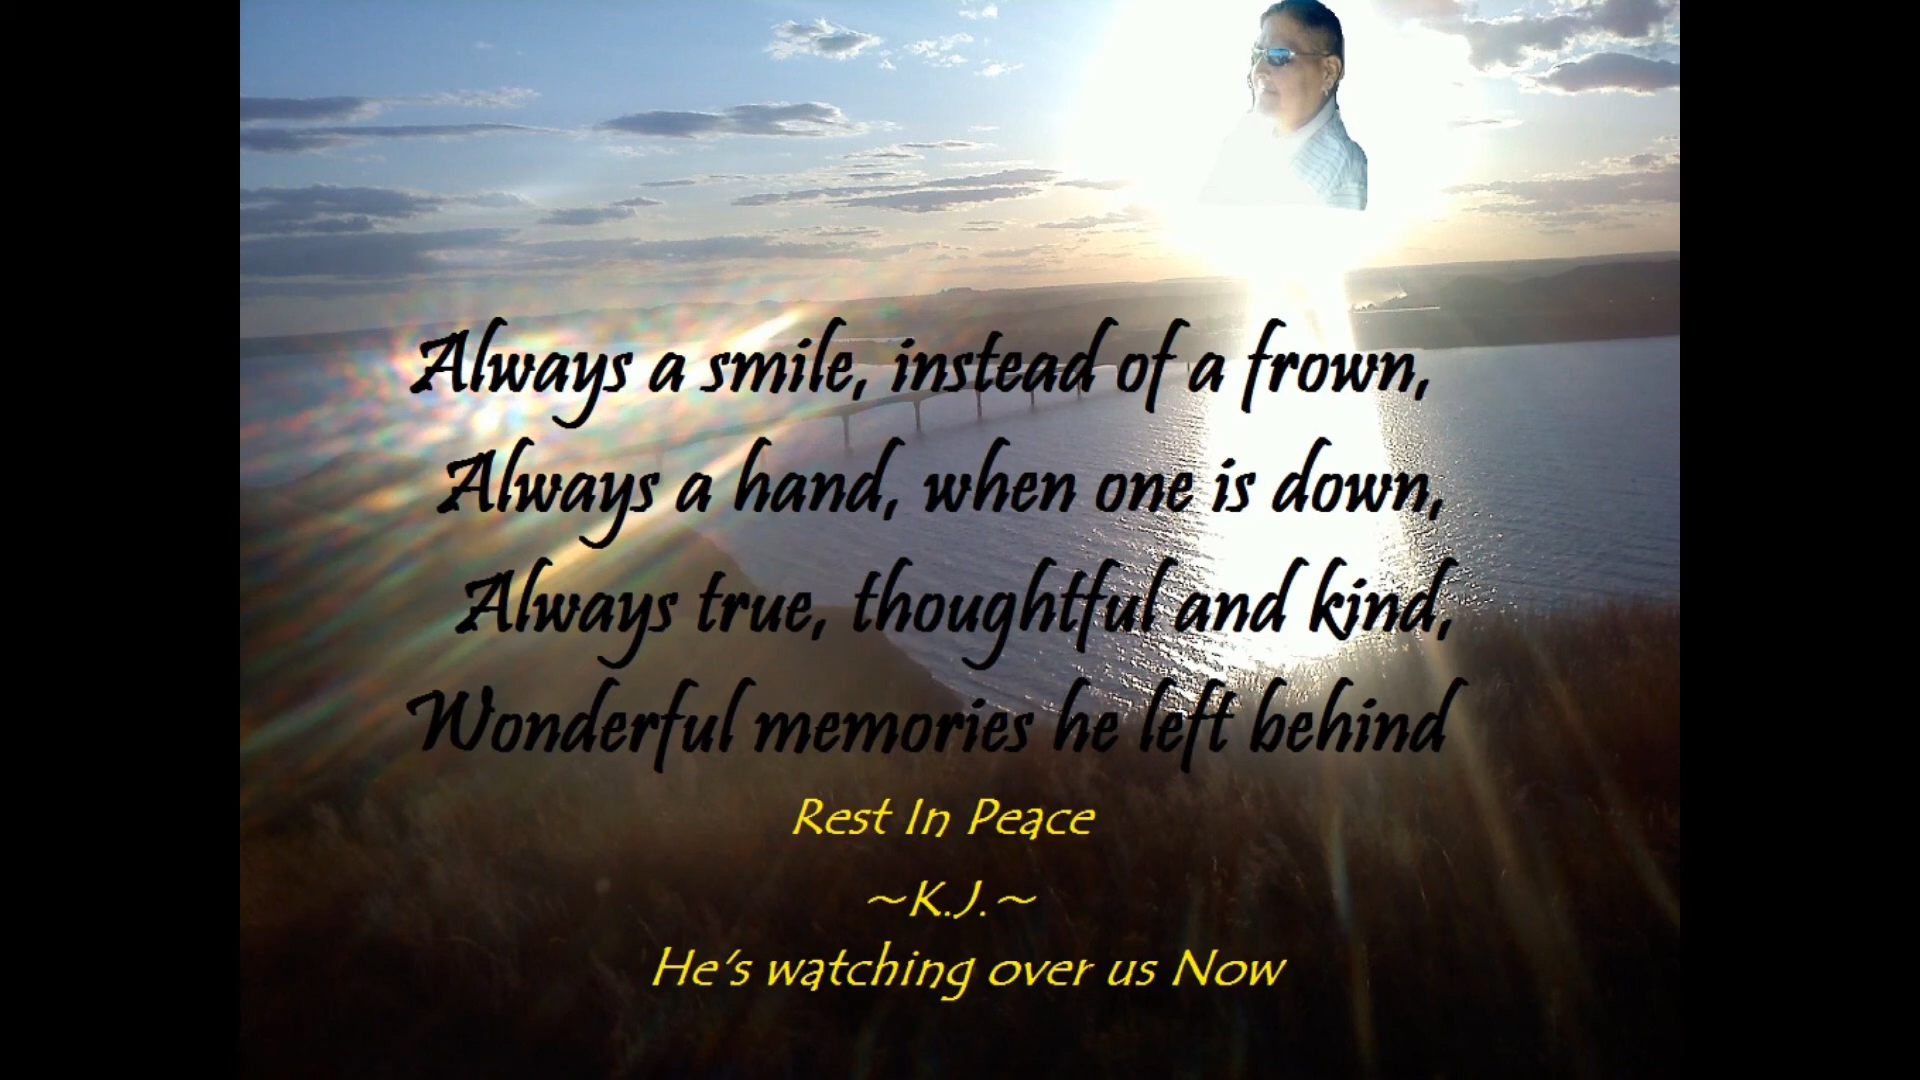 Always a smile, instead of a frown,
Always a hand, when one is down,
Always true, thoughtful and kind,
Wonderful memories he left behind
Rest In Peace
~K.J.~
He's watching over us Now